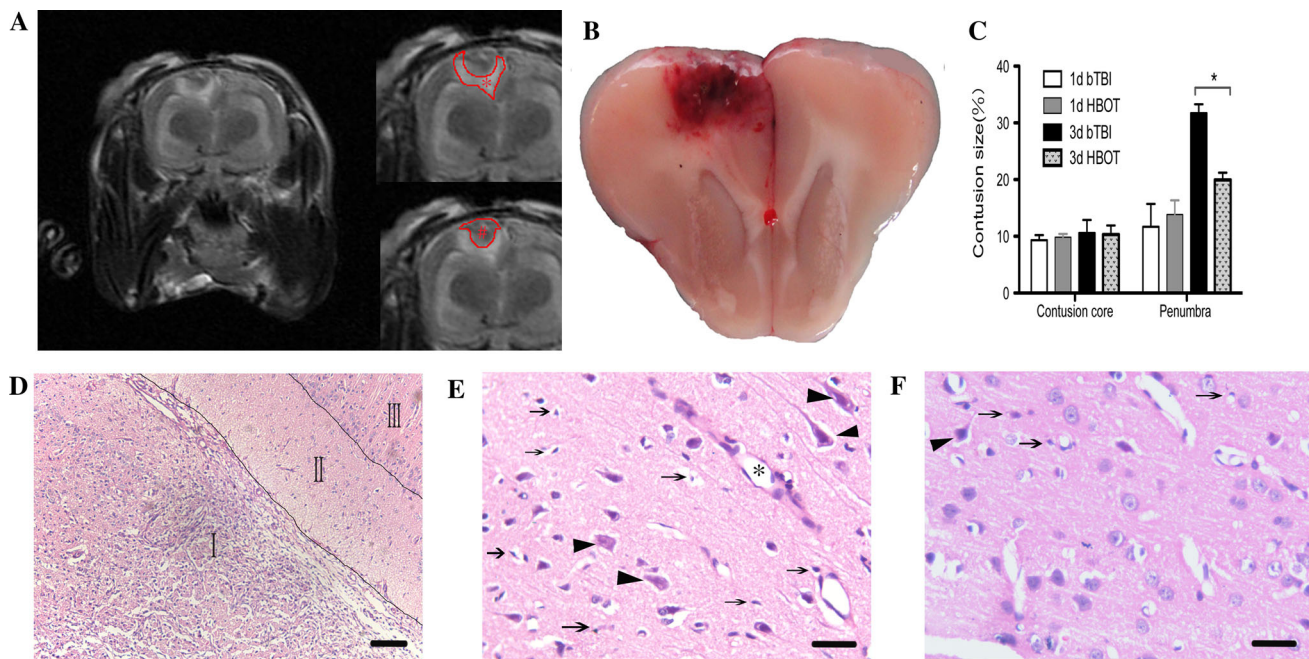 A
*
#
B
C
Contusion size(%)
40
30
20
10
0
1d bTBI
1d HBOT
3d bTBI
3d HBOT
*
Contusion core
Penumbra
D
I
II
III
E
*
F